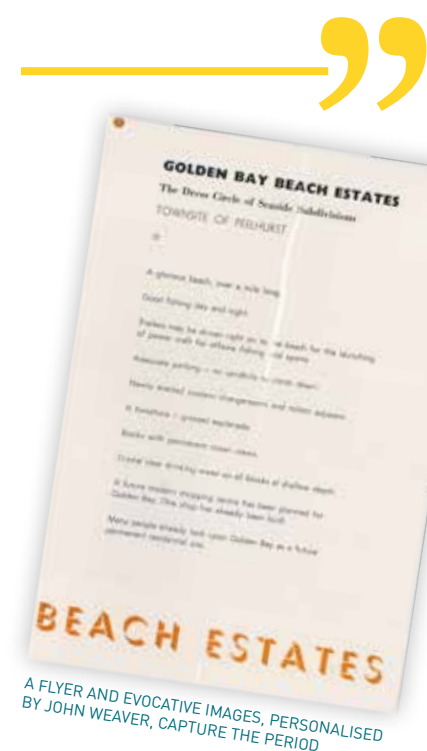 ”
GOLDEN BAY BEACH ESTATES
The Dress Circle of Seaside Subdivisions
TOWNSITE OF PEELHURST
A glorious beach, over a mile long.
Good fishing day and night.
Trailers may be driven right on to the beach for the launching
of power craft for offshore fishing and sports.
Adequate parking — no sandhills to climb down.
Newly erected modern changerooms and toilets adjacent.
A foreshore — grassed esplanade.
Blocks with permanent ocean views.
Crystal clear drinking water on all blocks at shallow depth.
A future modern shopping centre has been planned for
Golden Bay. One shop has already been built.
Many people already look upon Golden Bay as a future
permanent residential site.
BEACH ESTATES
A FLYER AND EVOCATIVE IMAGES, PERSONALISED
BY JOHN WEAVER, CAPTURE THE PERIOD